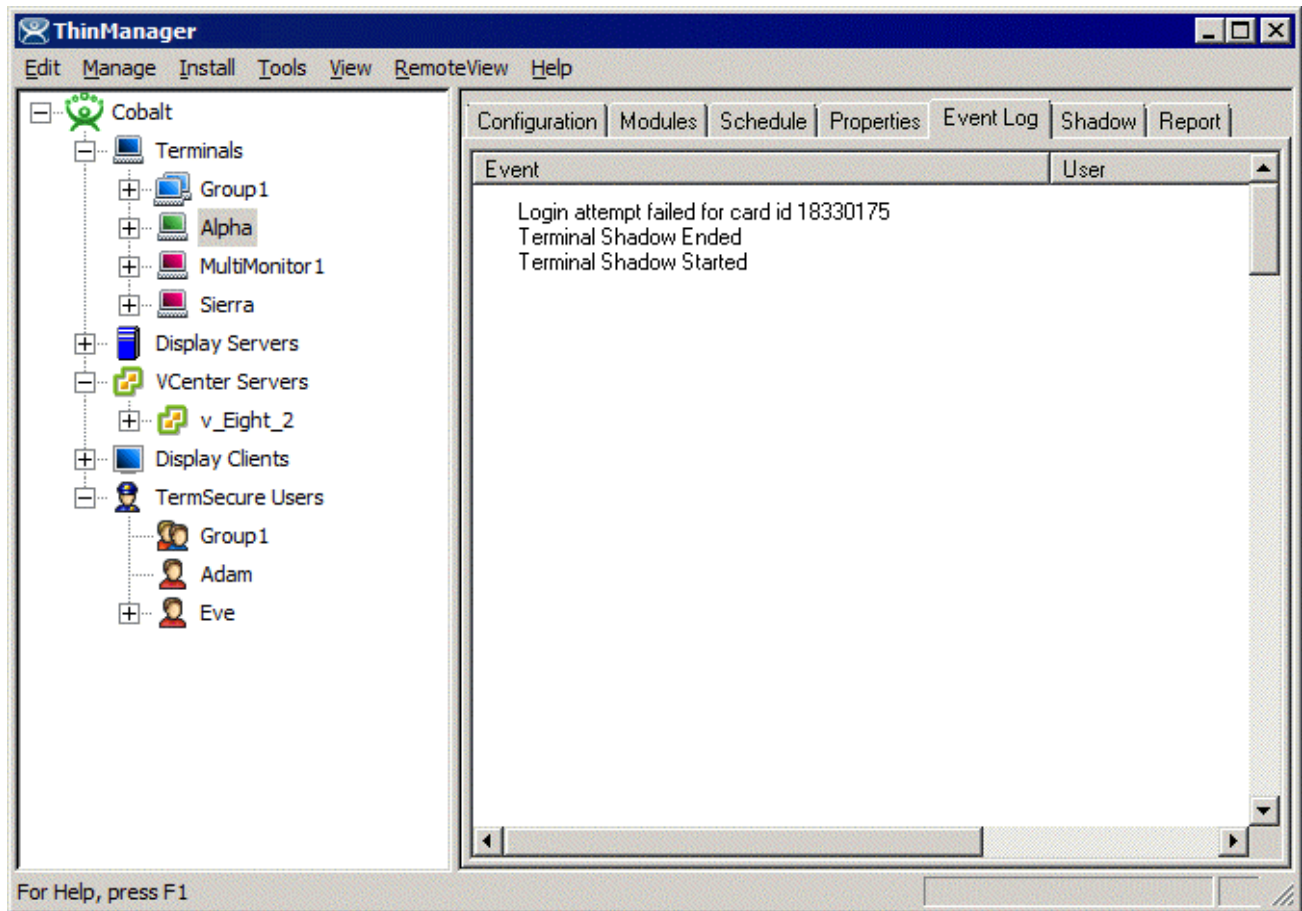 ThinManager
Edit Manage Install Tools View RemoteView Help
Cobalt
Terminals
Group1
Alpha
MultiMonitor1
Sierra
Display Servers
VCenter Servers
v_Eight_2
Display Clients
TermSecure Users
Group1
Adam
Eve
Configuration Modules Schedule Properties Event Log Shadow Report
Event User
Login attempt failed for card id 18330175
Terminal Shadow Ended
Terminal Shadow Started
For Help, press F1